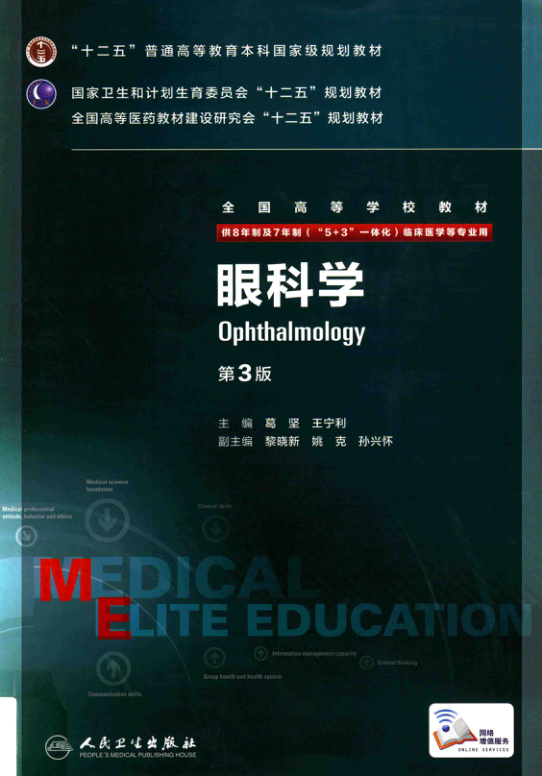 “十二五”普通高等教育本科国家级规划教材
国家卫生和计划生育委员会“十二五”规划教材
全国高等医药教材建设研究会“十二五”规划教材
全国高等学校教材
供8年制及7年制（“5+3”一体化）临床医学等专业用
眼科学
Ophthalmology
第3版
主编 葛坚 王宁利
副主编 黎晓新 姚克 孙兴怀
Medical science
foundation
Medical professional
attitude, behavior and ethics
Clinical skills
MEDICAL
ELITE EDUCATION
Information management capacity
Critical thinking
Group health and health system
Communication skills
人民卫生出版社
PEOPLE'S MEDICAL PUBLISHING HOUSE
网络
增值服务